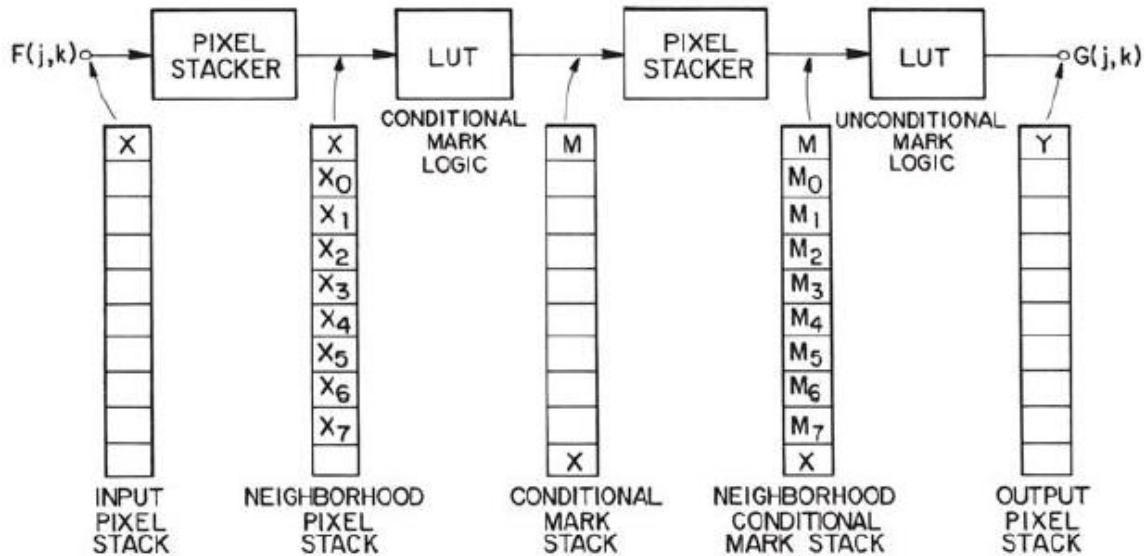 F(j,k)
PIXEL
STACKER
LUT
PIXEL
STACKER
LUT
G(j,k)
CONDITIONAL
MARK
LOGIC
UNCONDITIONAL
MARK
LOGIC
X
X
X0
X1
X2
X3
X4
X5
X6
X7
M
X
M
M0
M1
M2
M3
M4
M5
M6
M7
X
Y
INPUT
PIXEL
STACK
NEIGHBORHOOD
PIXEL
STACK
CONDITIONAL
MARK
STACK
NEIGHBORHOOD
CONDITIONAL
MARK STACK
OUTPUT
PIXEL
STACK